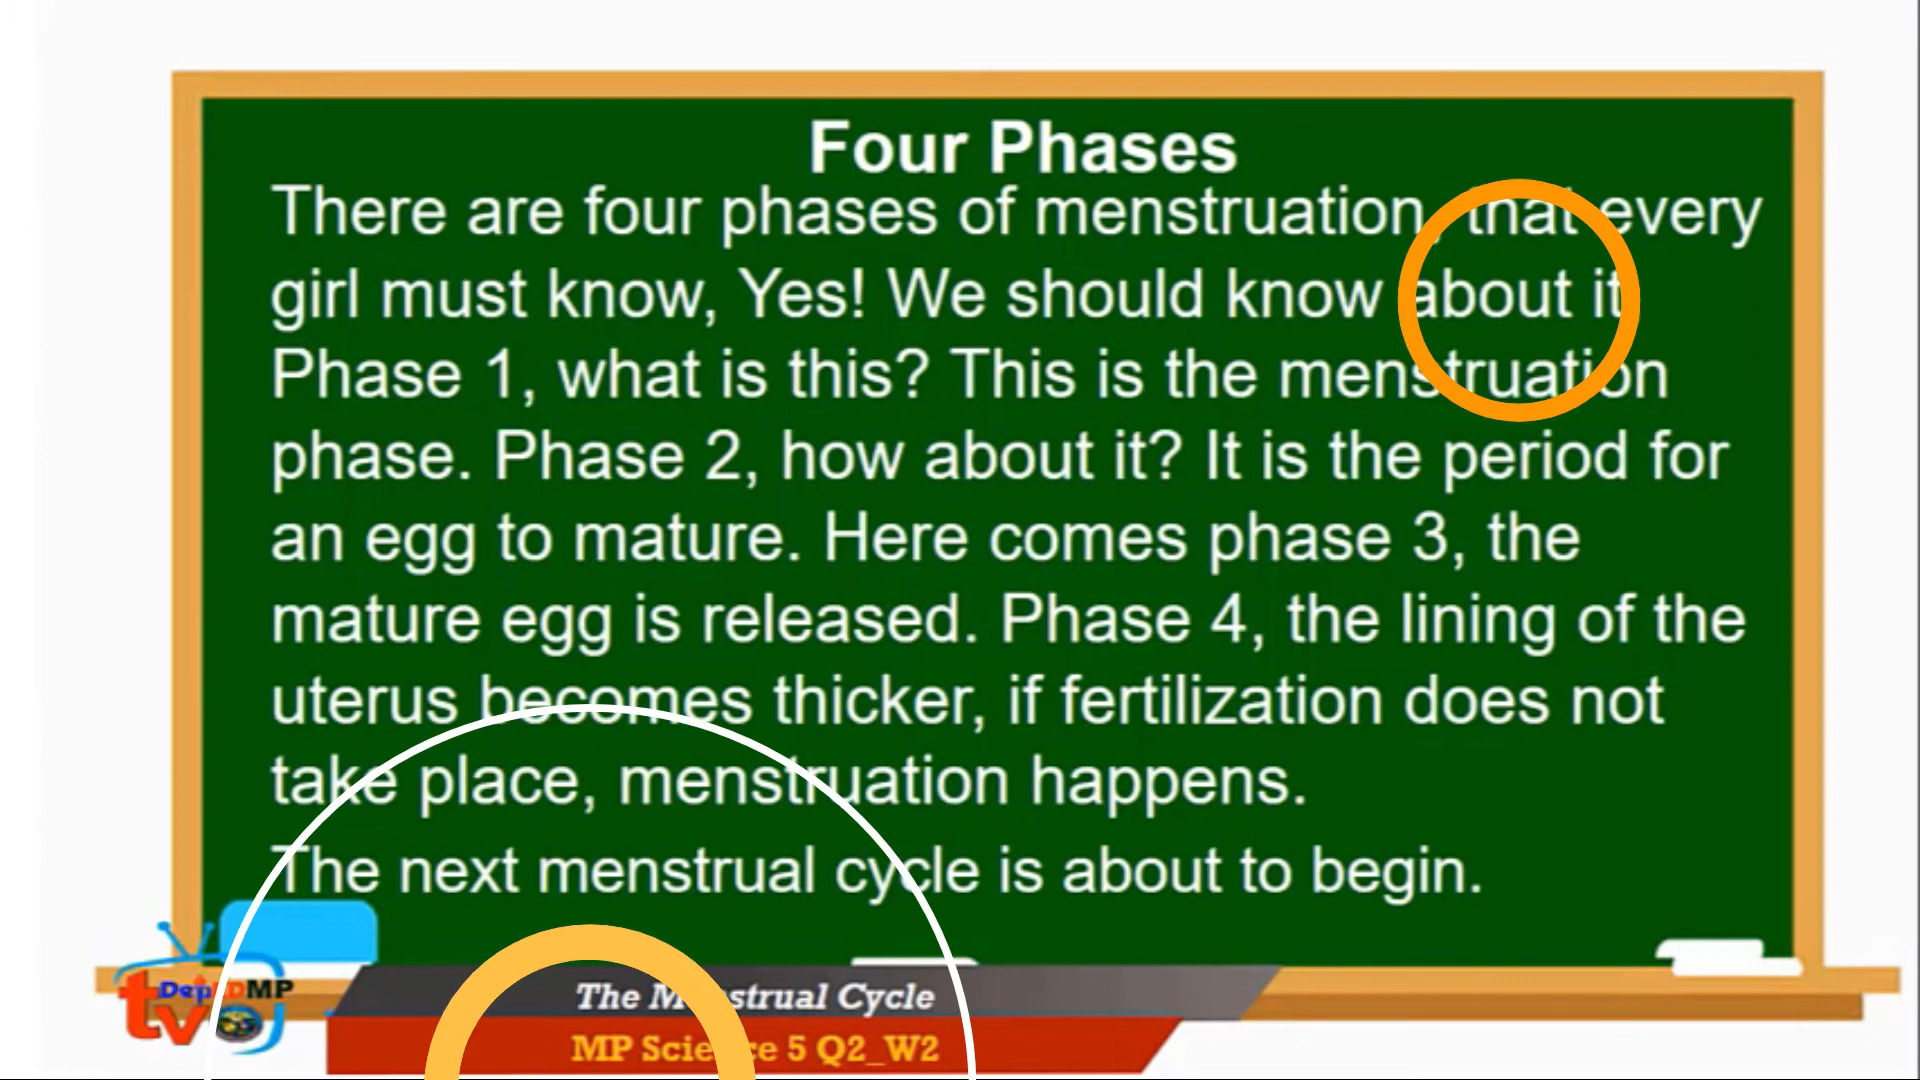 Four Phases
There are four phases of menstruation, that every
girl must know, Yes! We should know about it
Phase 1, what is this? This is the menstruation
phase. Phase 2, how about it? It is the period for
an egg to mature. Here comes phase 3, the
mature egg is released. Phase 4, the lining of the
uterus becomes thicker, if fertilization does not
take place, menstruation happens.
The next menstrual cycle is about to begin.
DepEDMP
tv
The Menstrual Cycle
MP Science 5 Q2_W2